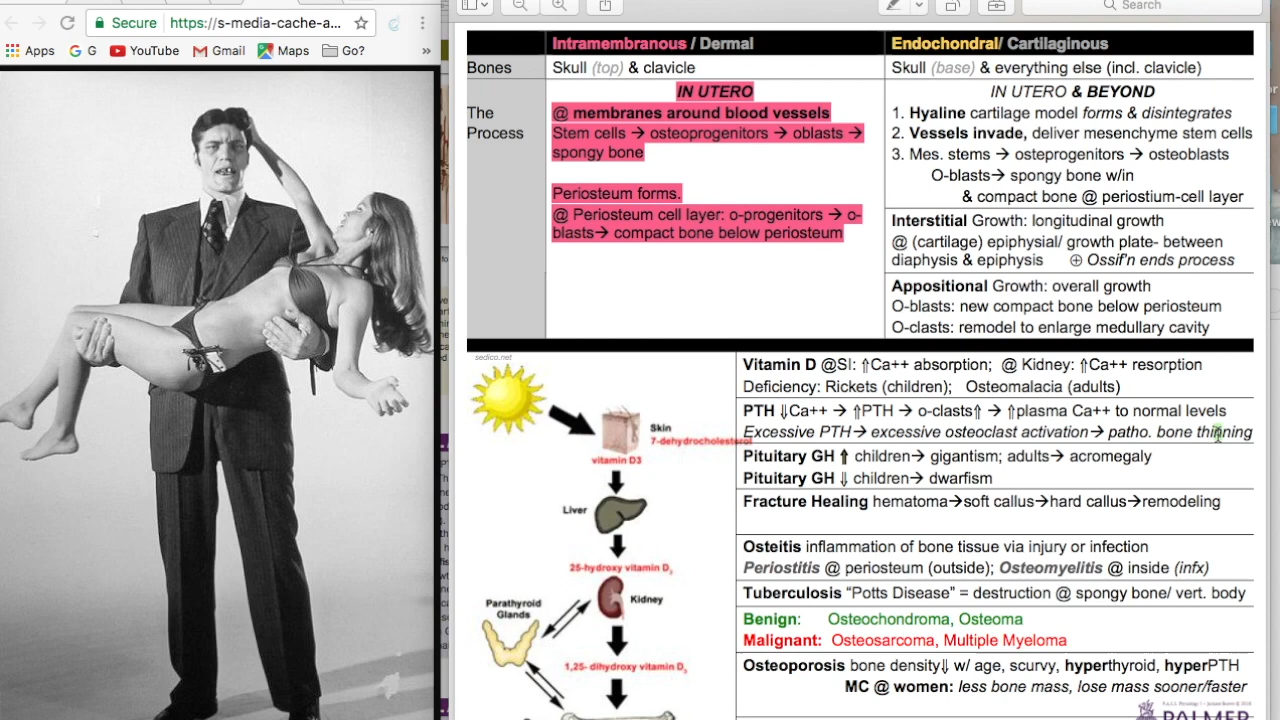 Secure https://s-media-cache-a...
Apps G YouTube Gmail Maps Go? »
Search
Intramembranous / Dermal
Endochondral/ Cartilaginous
Bones
Skull (top) & clavicle
Skull (base) & everything else (incl. clavicle)
The
Process
IN UTERO
@ membranes around blood vessels
Stem cells → osteoprogenitors → oblasts →
spongy bone
Periosteum forms.
@ Periosteum cell layer: o-progenitors → o-
blasts→ compact bone below periosteum
IN UTERO & BEYOND
1. Hyaline cartilage model forms & disintegrates
2. Vessels invade, deliver mesenchyme stem cells
3. Mes. stems → osteprogenitors → osteoblasts
O-blasts→ spongy bone w/in
& compact bone @ periostium-cell layer
Interstitial Growth: longitudinal growth
@ (cartilage) epiphysial/ growth plate- between
diaphysis & epiphysis ⊕ Ossif'n ends process
Appositional Growth: overall growth
O-blasts: new compact bone below periosteum
O-clasts: remodel to enlarge medullary cavity
sedico.net
Skin
7-dehydrocholesterol
vitamin D3
Liver
25-hydroxy vitamin D3
Kidney
Parathyroid
Glands
1,25- dihydroxy vitamin D3
Vitamin D @SI: ⇑Ca++ absorption; @ Kidney: ⇑Ca++ resorption
Deficiency: Rickets (children); Osteomalacia (adults)
PTH ⇓Ca++ → ⇑PTH → o-clasts⇑ → ⇑plasma Ca++ to normal levels
Excessive PTH→ excessive osteoclast activation→ patho. bone thinning
Pituitary GH ⇑ children→ gigantism; adults→ acromegaly
Pituitary GH ⇓ children→ dwarfism
Fracture Healing hematoma→soft callus→hard callus→remodeling
Osteitis inflammation of bone tissue via injury or infection
Periostitis @ periosteum (outside); Osteomyelitis @ inside (infx)
Tuberculosis “Potts Disease” = destruction @ spongy bone/ vert. body
Benign: Osteochondroma, Osteoma
Malignant: Osteosarcoma, Multiple Myeloma
Osteoporosis bone density⇓ w/ age, scurvy, hyperthyroid, hyperPTH
MC @ women: less bone mass, lose mass sooner/faster
PALMER